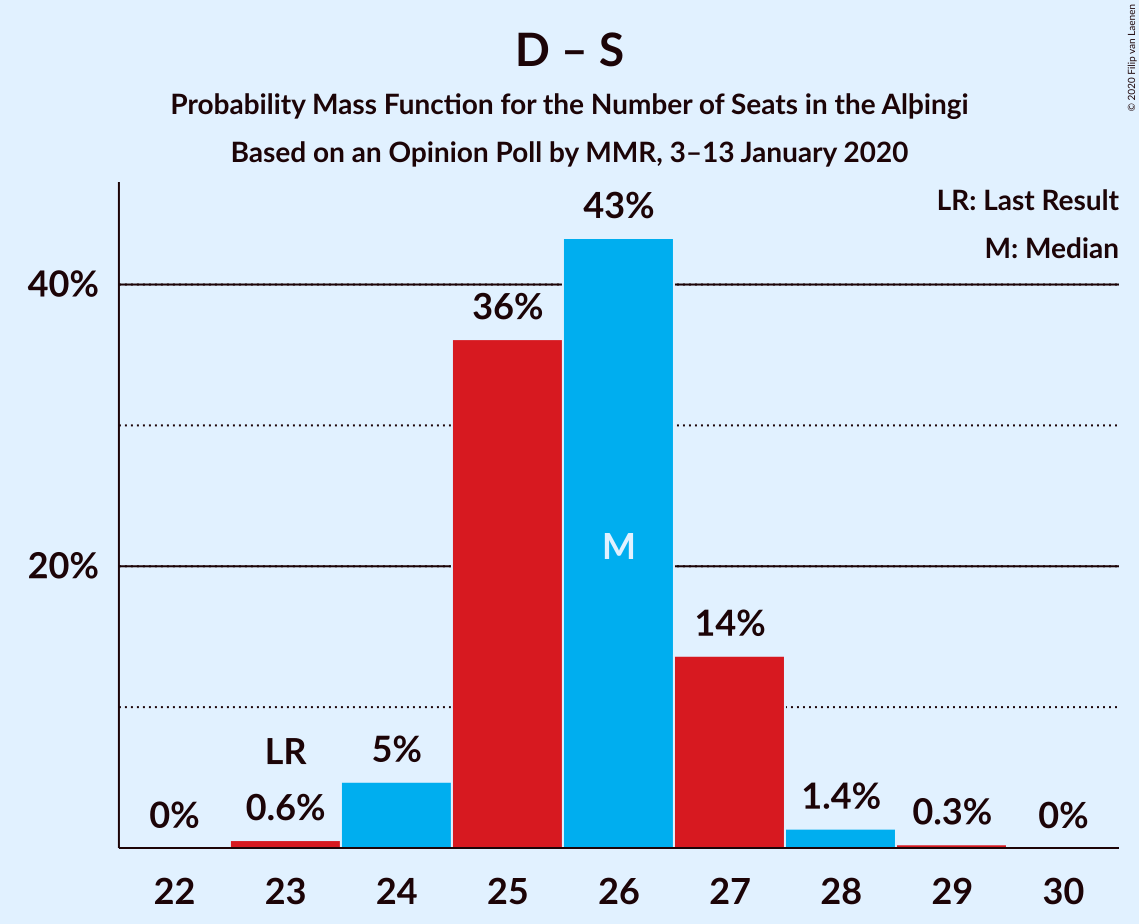 D – S
Probability Mass Function for the Number of Seats in the Alþingi
Based on an Opinion Poll by MMR, 3–13 January 2020
© 2020 Filip van Laenen
LR: Last Result
M: Median
40%
20%
0%
LR
0.6%
5%
36%
43%
M
14%
1.4%
0.3%
0%
22 23 24 25 26 27 28 29 30